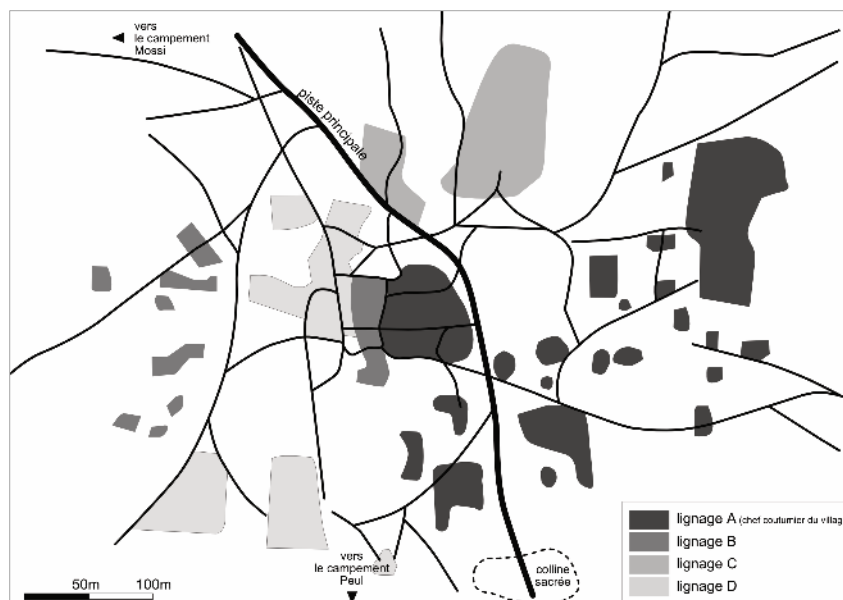 vers
le campement
Mossi
piste principale
lignage A (chef coutumier du villag
lignage B
lignage C
lignage D
vers
le campement
Peul
colline
sacrée
50m
100m